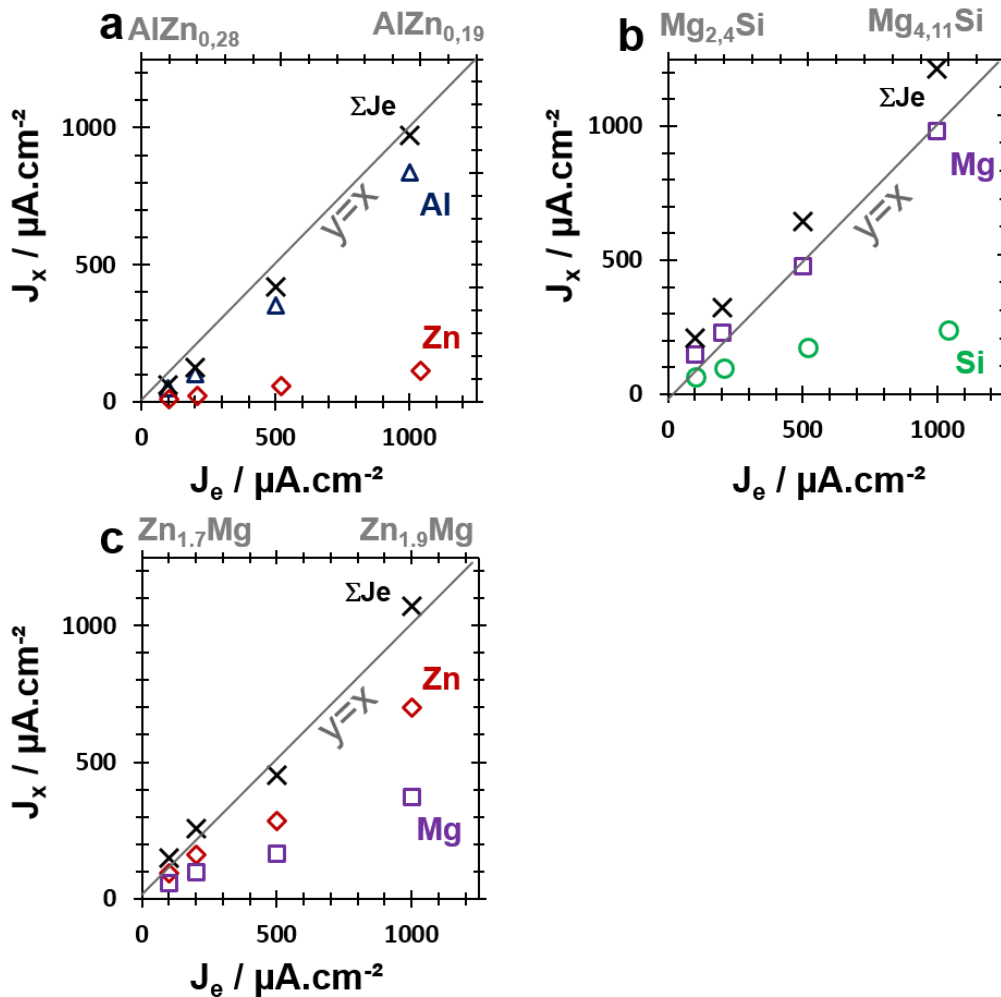 a AlZn0,28 AlZn0,19
ΣJe
1000
Al
y=x
Jx / µA.cm-²
500
Zn
0
0 500 1000
Je / µA.cm-²
b Mg2,4Si Mg4,11Si
ΣJe
1000
Mg
y=x
Jx / µA.cm-²
500
Si
0
0 500 1000
Je / µA.cm-²
c Zn1.7Mg Zn1.9Mg
ΣJe
1000
Zn
y=x
Jx / µA.cm-²
500
Mg
0
0 500 1000
Je / µA.cm-²